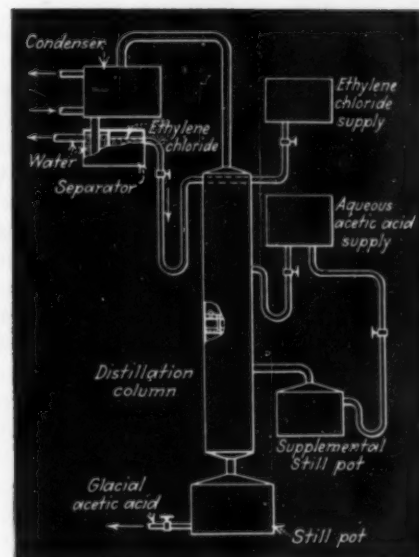 Condenser
Ethylene
chloride
supply
Ethylene
chloride
Water
Separator
Aqueous
acetic acid
supply
Distillation
column
Supplemental
Still pot
Glacial
acetic acid
Still pot